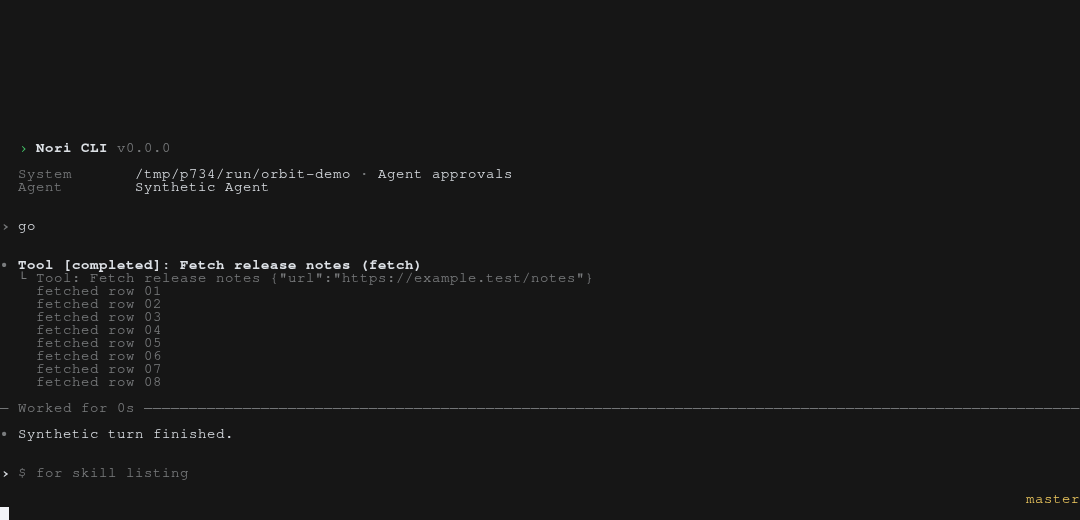 › Nori CLI v0.0.0
System /tmp/p734/run/orbit-demo · Agent approvals
Agent Synthetic Agent
› go
• Tool [completed]: Fetch release notes (fetch)
└ Tool: Fetch release notes {"url":"https://example.test/notes"}
fetched row 01
fetched row 02
fetched row 03
fetched row 04
fetched row 05
fetched row 06
fetched row 07
fetched row 08
─ Worked for 0s ─
• Synthetic turn finished.
› $ for skill listing
master